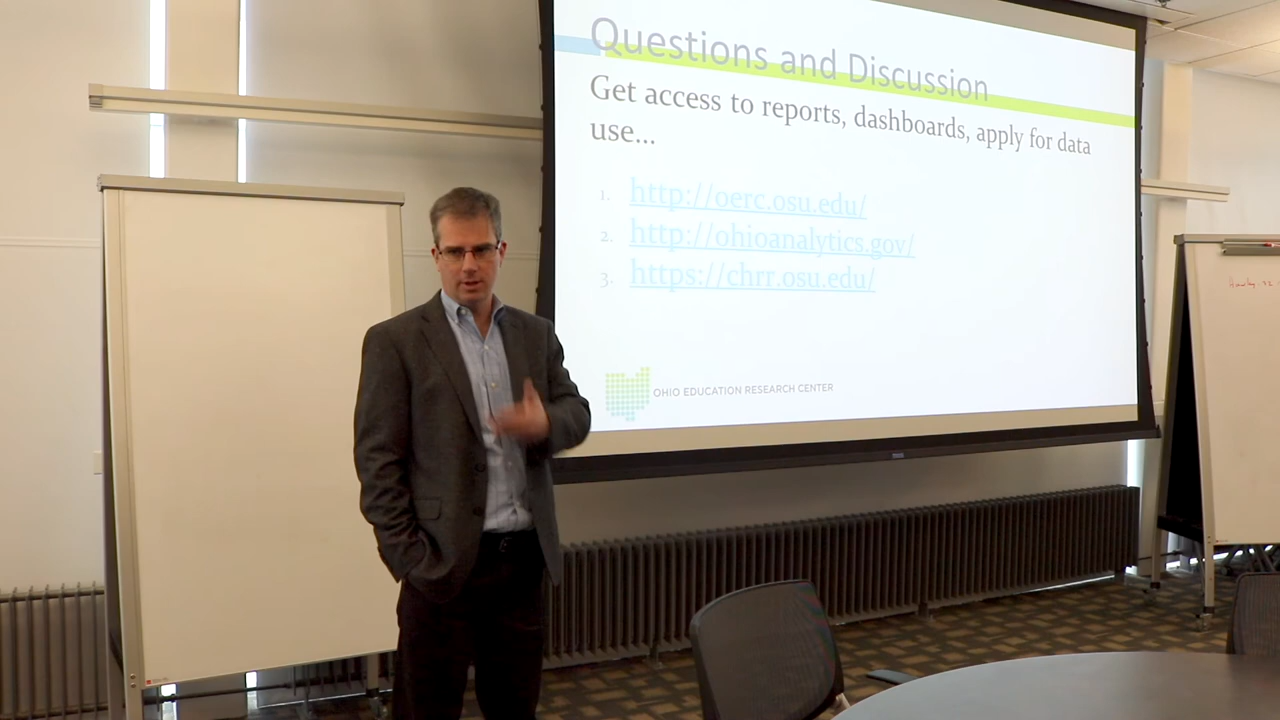 Questions and Discussion
Get access to reports, dashboards, apply for data
use...
1. http://oerc.osu.edu/
2. http://ohioanalytics.gov/
3. https://chrr.osu.edu/
OHIO EDUCATION RESEARCH CENTER